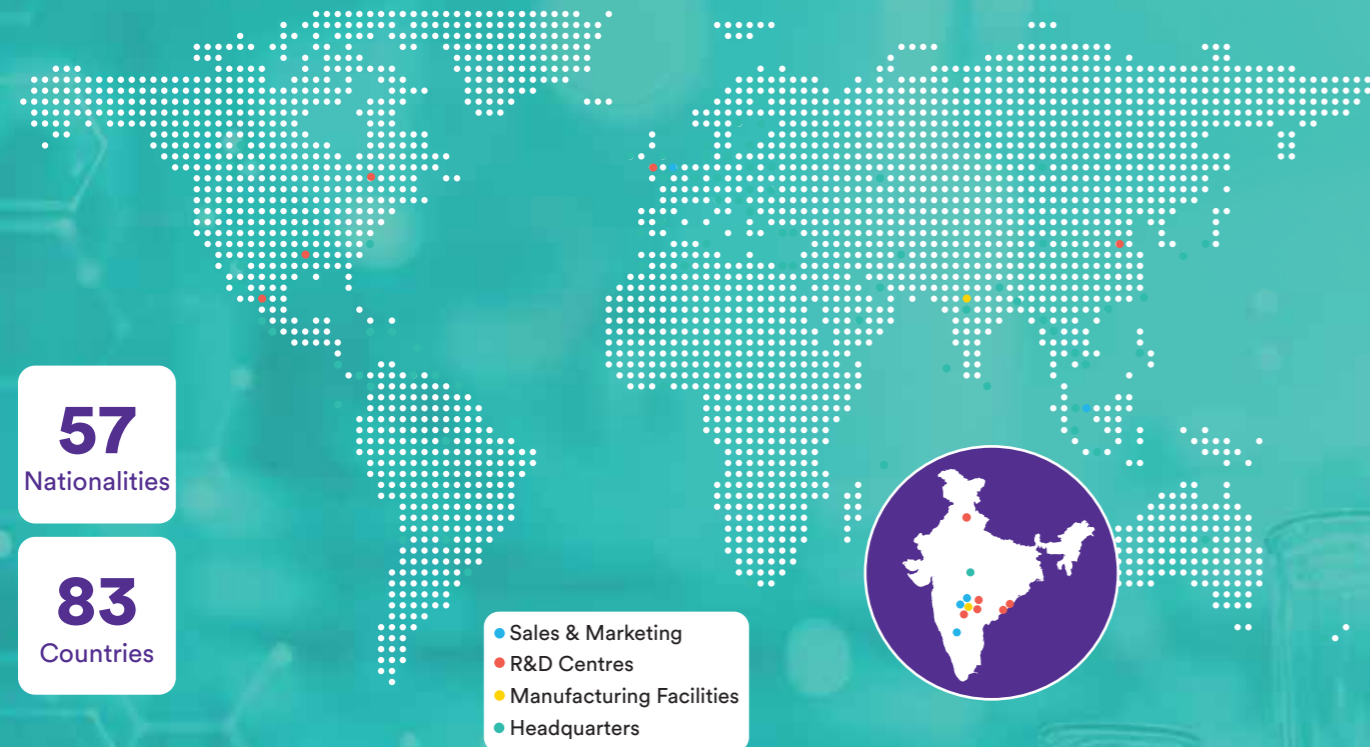 57
Nationalities
83
Countries
Sales & Marketing
R&D Centres
Manufacturing Facilities
Headquarters